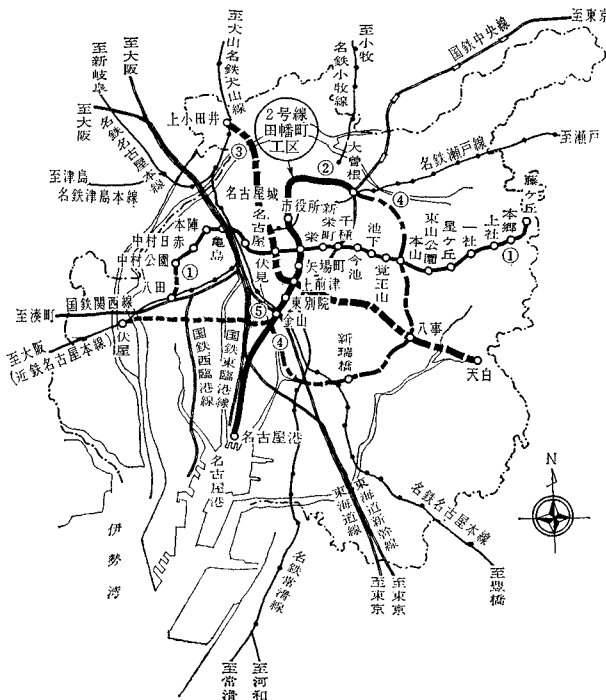 至東京
国鉄中央線
至小牧
名鉄小牧線
至犬山
名鉄犬山線
至大阪
至新岐阜
至大阪
名鉄名古屋本線
上小田井
2号線
田幡町
工区
大曽根
名鉄瀬戸線
至瀬戸
③
②
④
至津島
名鉄津島本線
名古屋城
市役所
藤ヶ丘
本郷
上社
一社
星ヶ丘
東山公園
本山
覚王山
池下
今池
千種
新栄町
栄
伏見
名古屋
亀島
本陣
中村日赤
中村公園
①
①
八田
矢場町
上前津
東別院
金山
⑤
④
国鉄関西線
至湊町
伏屋
至大阪
(近鉄名古屋本線)
国鉄西臨港線
国鉄東臨港線
新瑞橋
八事
天白
名古屋港
名古屋港
伊勢湾
東海道線
東海道新幹線
名鉄名古屋本線
至豊橋
至東京
至東京
名鉄常滑線
至常滑
至河和
N